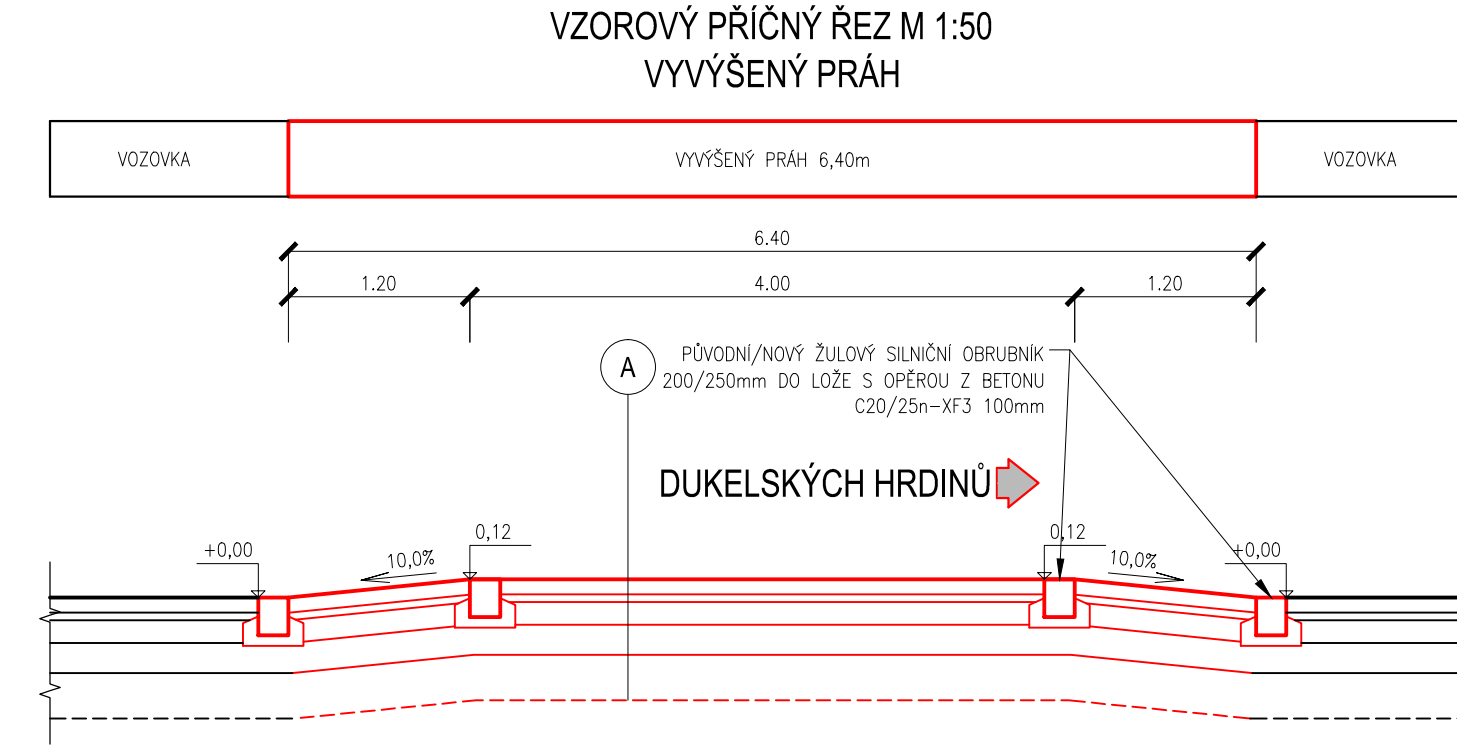 VZOROVÝ PŘÍČNÝ ŘEZ M 1:50
VYVÝŠENÝ PRÁH
VOZOVKA
VYVÝŠENÝ PRÁH 6,40m
VOZOVKA
6.40
1.20
4.00
1.20
A
PŮVODNÍ/NOVÝ ŽULOVÝ SILNIČNÍ OBRUBNÍK
200/250mm DO LOŽE S OPĚROU Z BETONU
C20/25n-XF3 100mm
DUKELSKÝCH HRDINŮ
+0,00
10,0%
0,12
0,12
10,0%
+0,00